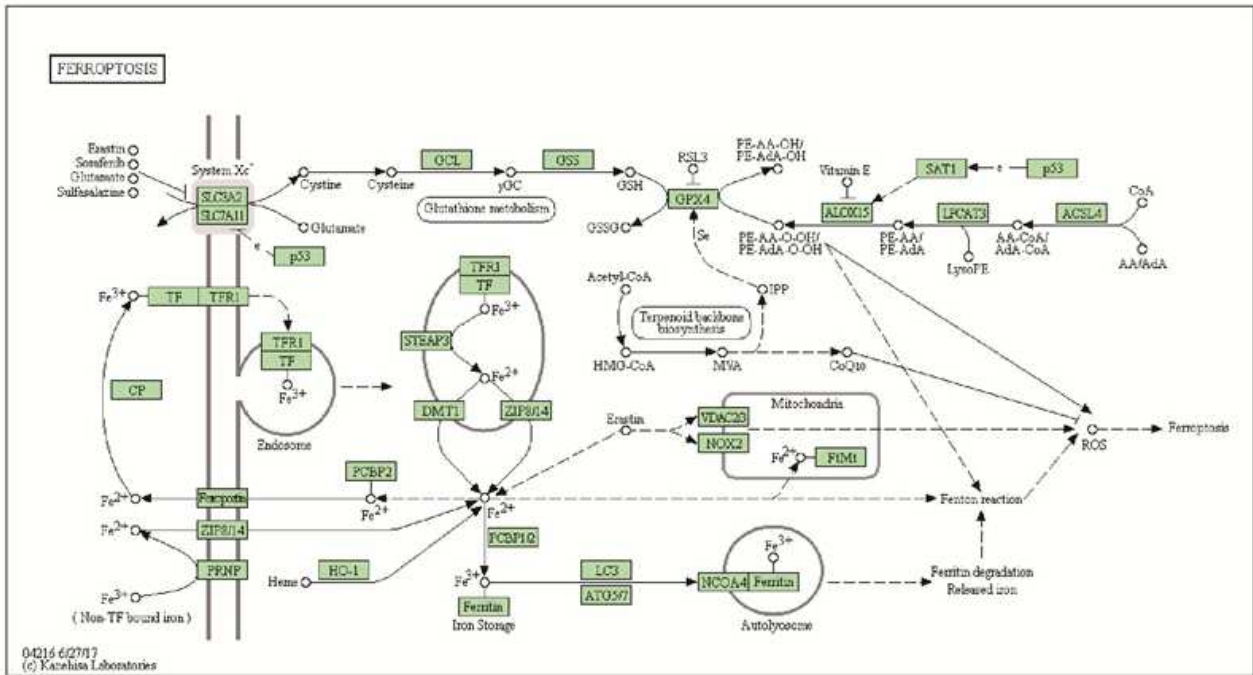 FERROPTOSIS
Erastin
Sorafenib
Glutamate
Sulfasalazine
System Xc-
SLC3A2
SLC7A11
Cystine
Glutamate
e
p53
Cysteine
GCL
γGC
GSS
GSH
Glutathione metabolism
GSSG
RSL3
GPX4
Se
PE-AA-OH/
PE-AdA-OH
PE-AA-O-OH/
PE-AdA-O-OH
Vitamin E
ALOX15
SAT1
e
p53
PE-AA/
PE-AdA
LPCAT3
LysoPE
AA-CoA/
AdA-CoA
ACSL4
CoA
AA/AdA
Fe3+
TF
TFR1
TFR1
TF
Fe3+
Endosome
CP
TFR1
TF
Fe3+
STEAP3
Fe2+
DMT1
ZIP8/14
Acetyl-CoA
Terpenoid backbone
biosynthesis
IPP
HMG-CoA
MVA
CoQ10
Erastin
Mitochondria
VDAC2/3
NOX2
Fe2+
FtMt
ROS
Ferroptosis
Fe2+
PCBP2
Fe2+
Fe2+
Fenton reaction
Fe2+
ZIP8/14
PRNP
Fe3+
( Non-TF bound iron )
Heme
HO-1
PCBP1/2
Fe3+
Ferritin
Iron Storage
LC3
ATG5/7
Fe3+
NCOA4
Ferritin
Autolyosome
Ferritin degradation
Released iron
04216 6/27/17
(c) Kanehisa Laboratories